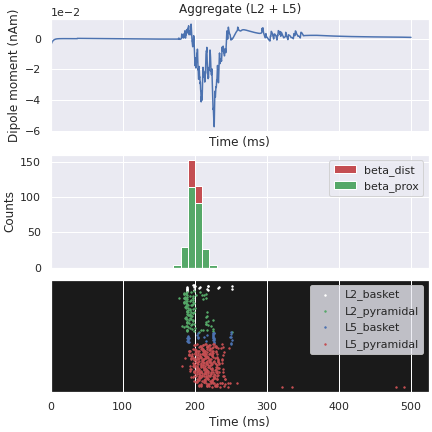 Aggregate (L2 + L5)
1e−2
Dipole moment (nAm)
0
−2
−4
−6
Time (ms)
Counts
150
100
50
0
beta_dist
beta_prox
L2_basket
L2_pyramidal
L5_basket
L5_pyramidal
0 100 200 300 400 500
Time (ms)